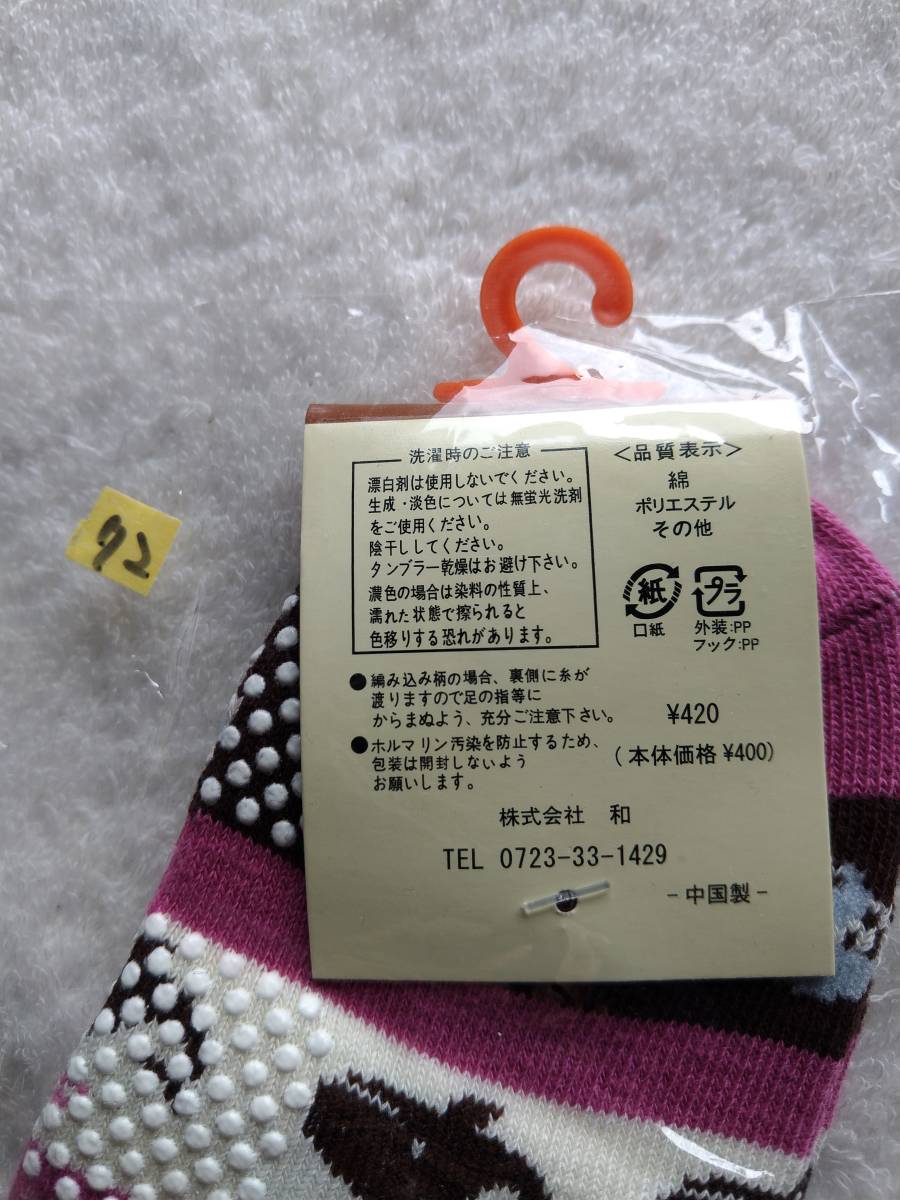 洗濯時のご注意
漂白剤は使用しないでください。
生成・淡色については無蛍光洗剤
をご使用ください。
陰干ししてください。
タンブラー乾燥はお避け下さい。
濃色の場合は染料の性質上、
濡れた状態で擦られると
色移りする恐れがあります。
●編み込み柄の場合、裏側に糸が
渡りますので足の指等に
からまぬよう、充分ご注意下さい。
●ホルマリン汚染を防止するため、
包装は開封しないよう
お願いします。
<品質表示>
綿
ポリエステル
その他
紙 プラ
口紙 外装:PP
フック:PP
¥420
(本体価格¥400)
株式会社 和
TEL 0723-33-1429
-中国製-
72